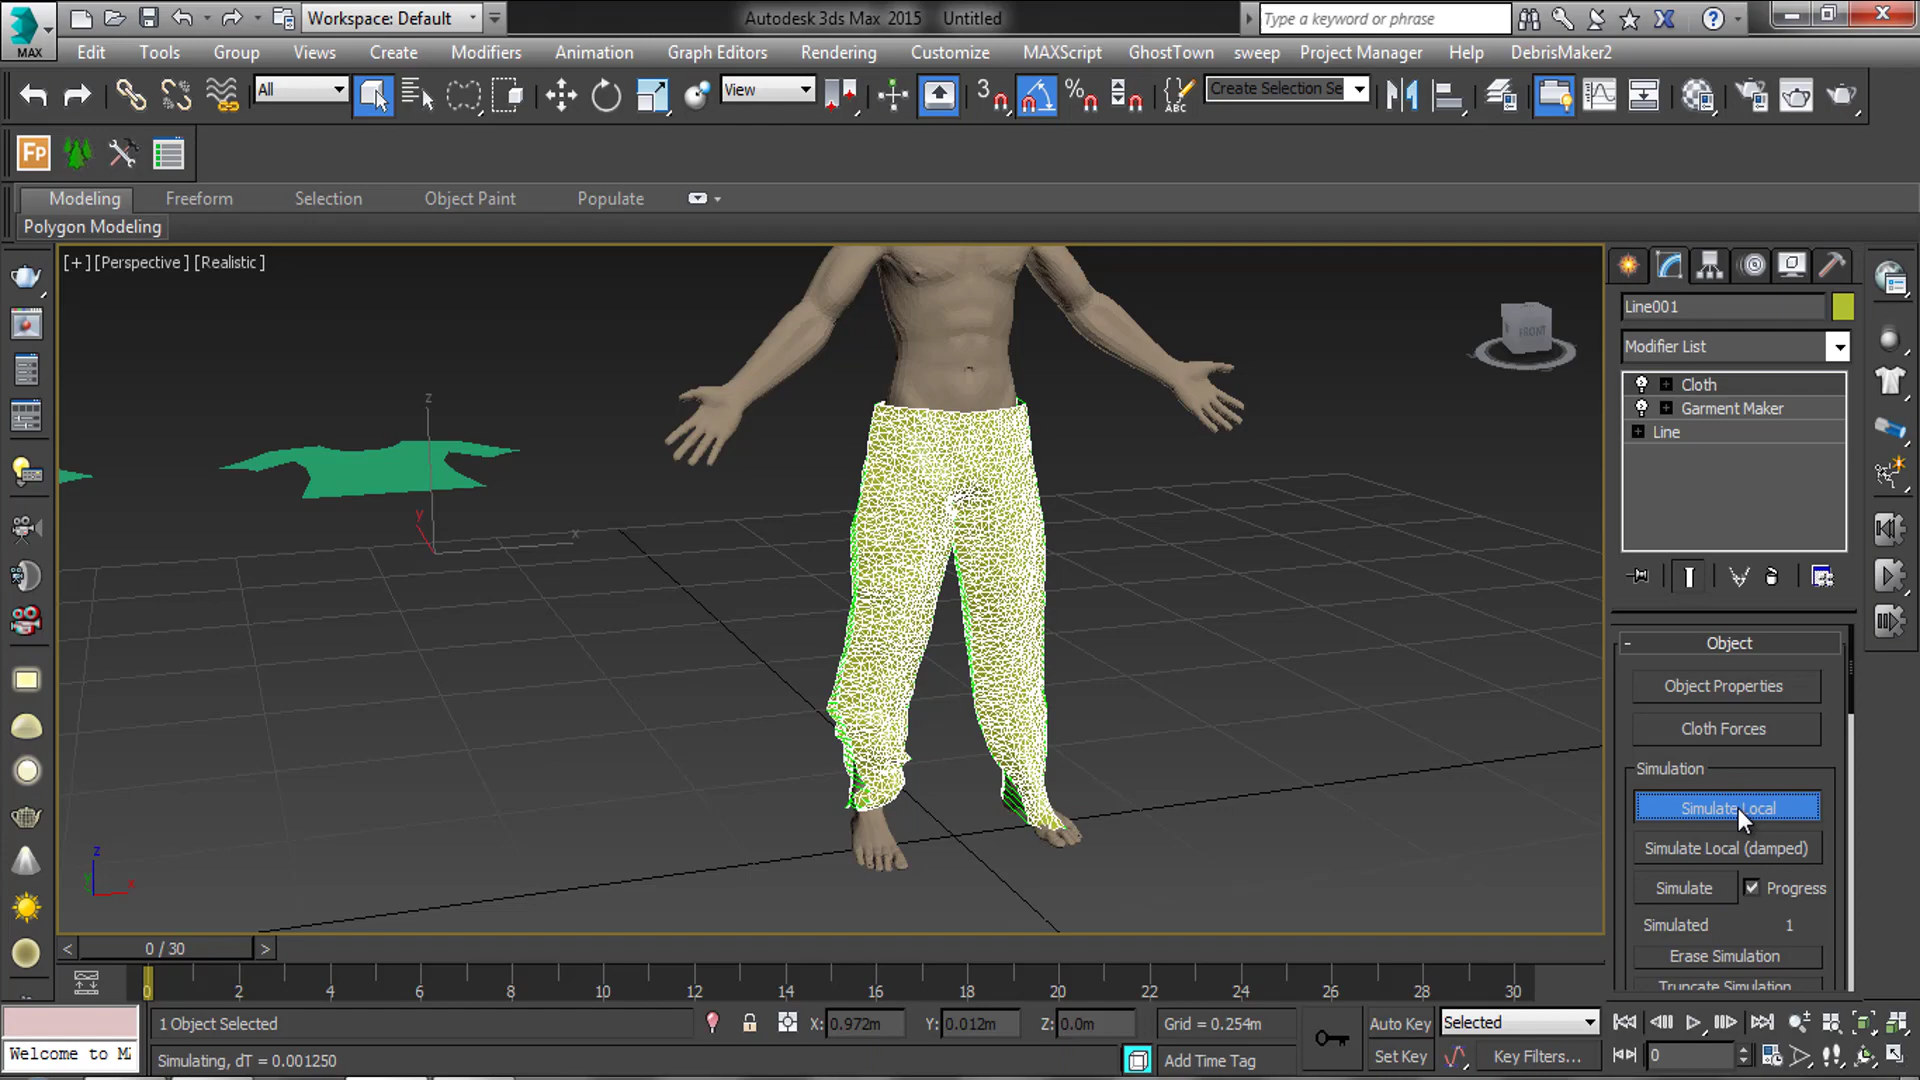 MAX
Workspace: Default
Autodesk 3ds Max 2015 Untitled
Type a keyword or phrase
Edit Tools Group Views Create Modifiers Animation Graph Editors Rendering Customize MAXScript GhostTown sweep Project Manager Help DebrisMaker2
All
View
3
%
ABC
Create Selection Se
Fp
Modeling Freeform Selection Object Paint Populate
Polygon Modeling
[+] [Perspective] [Realistic]
FRONT
z
y
x
z
x
Line001
Modifier List
Cloth
Garment Maker
Line
- Object
Object Properties
Cloth Forces
Simulation
Simulate Local
Simulate Local (damped)
Simulate Progress
Simulated 1
Erase Simulation
Truncate Simulation
< 0 / 30 >
0 2 4 6 8 10 12 14 16 18 20 22 24 26 28 30
1 Object Selected
X: 0.972m Y: 0.012m Z: 0.0m
Grid = 0.254m
Auto Key Selected
Welcome to M
Simulating, dT = 0.001250
Add Time Tag
Set Key Key Filters...
0